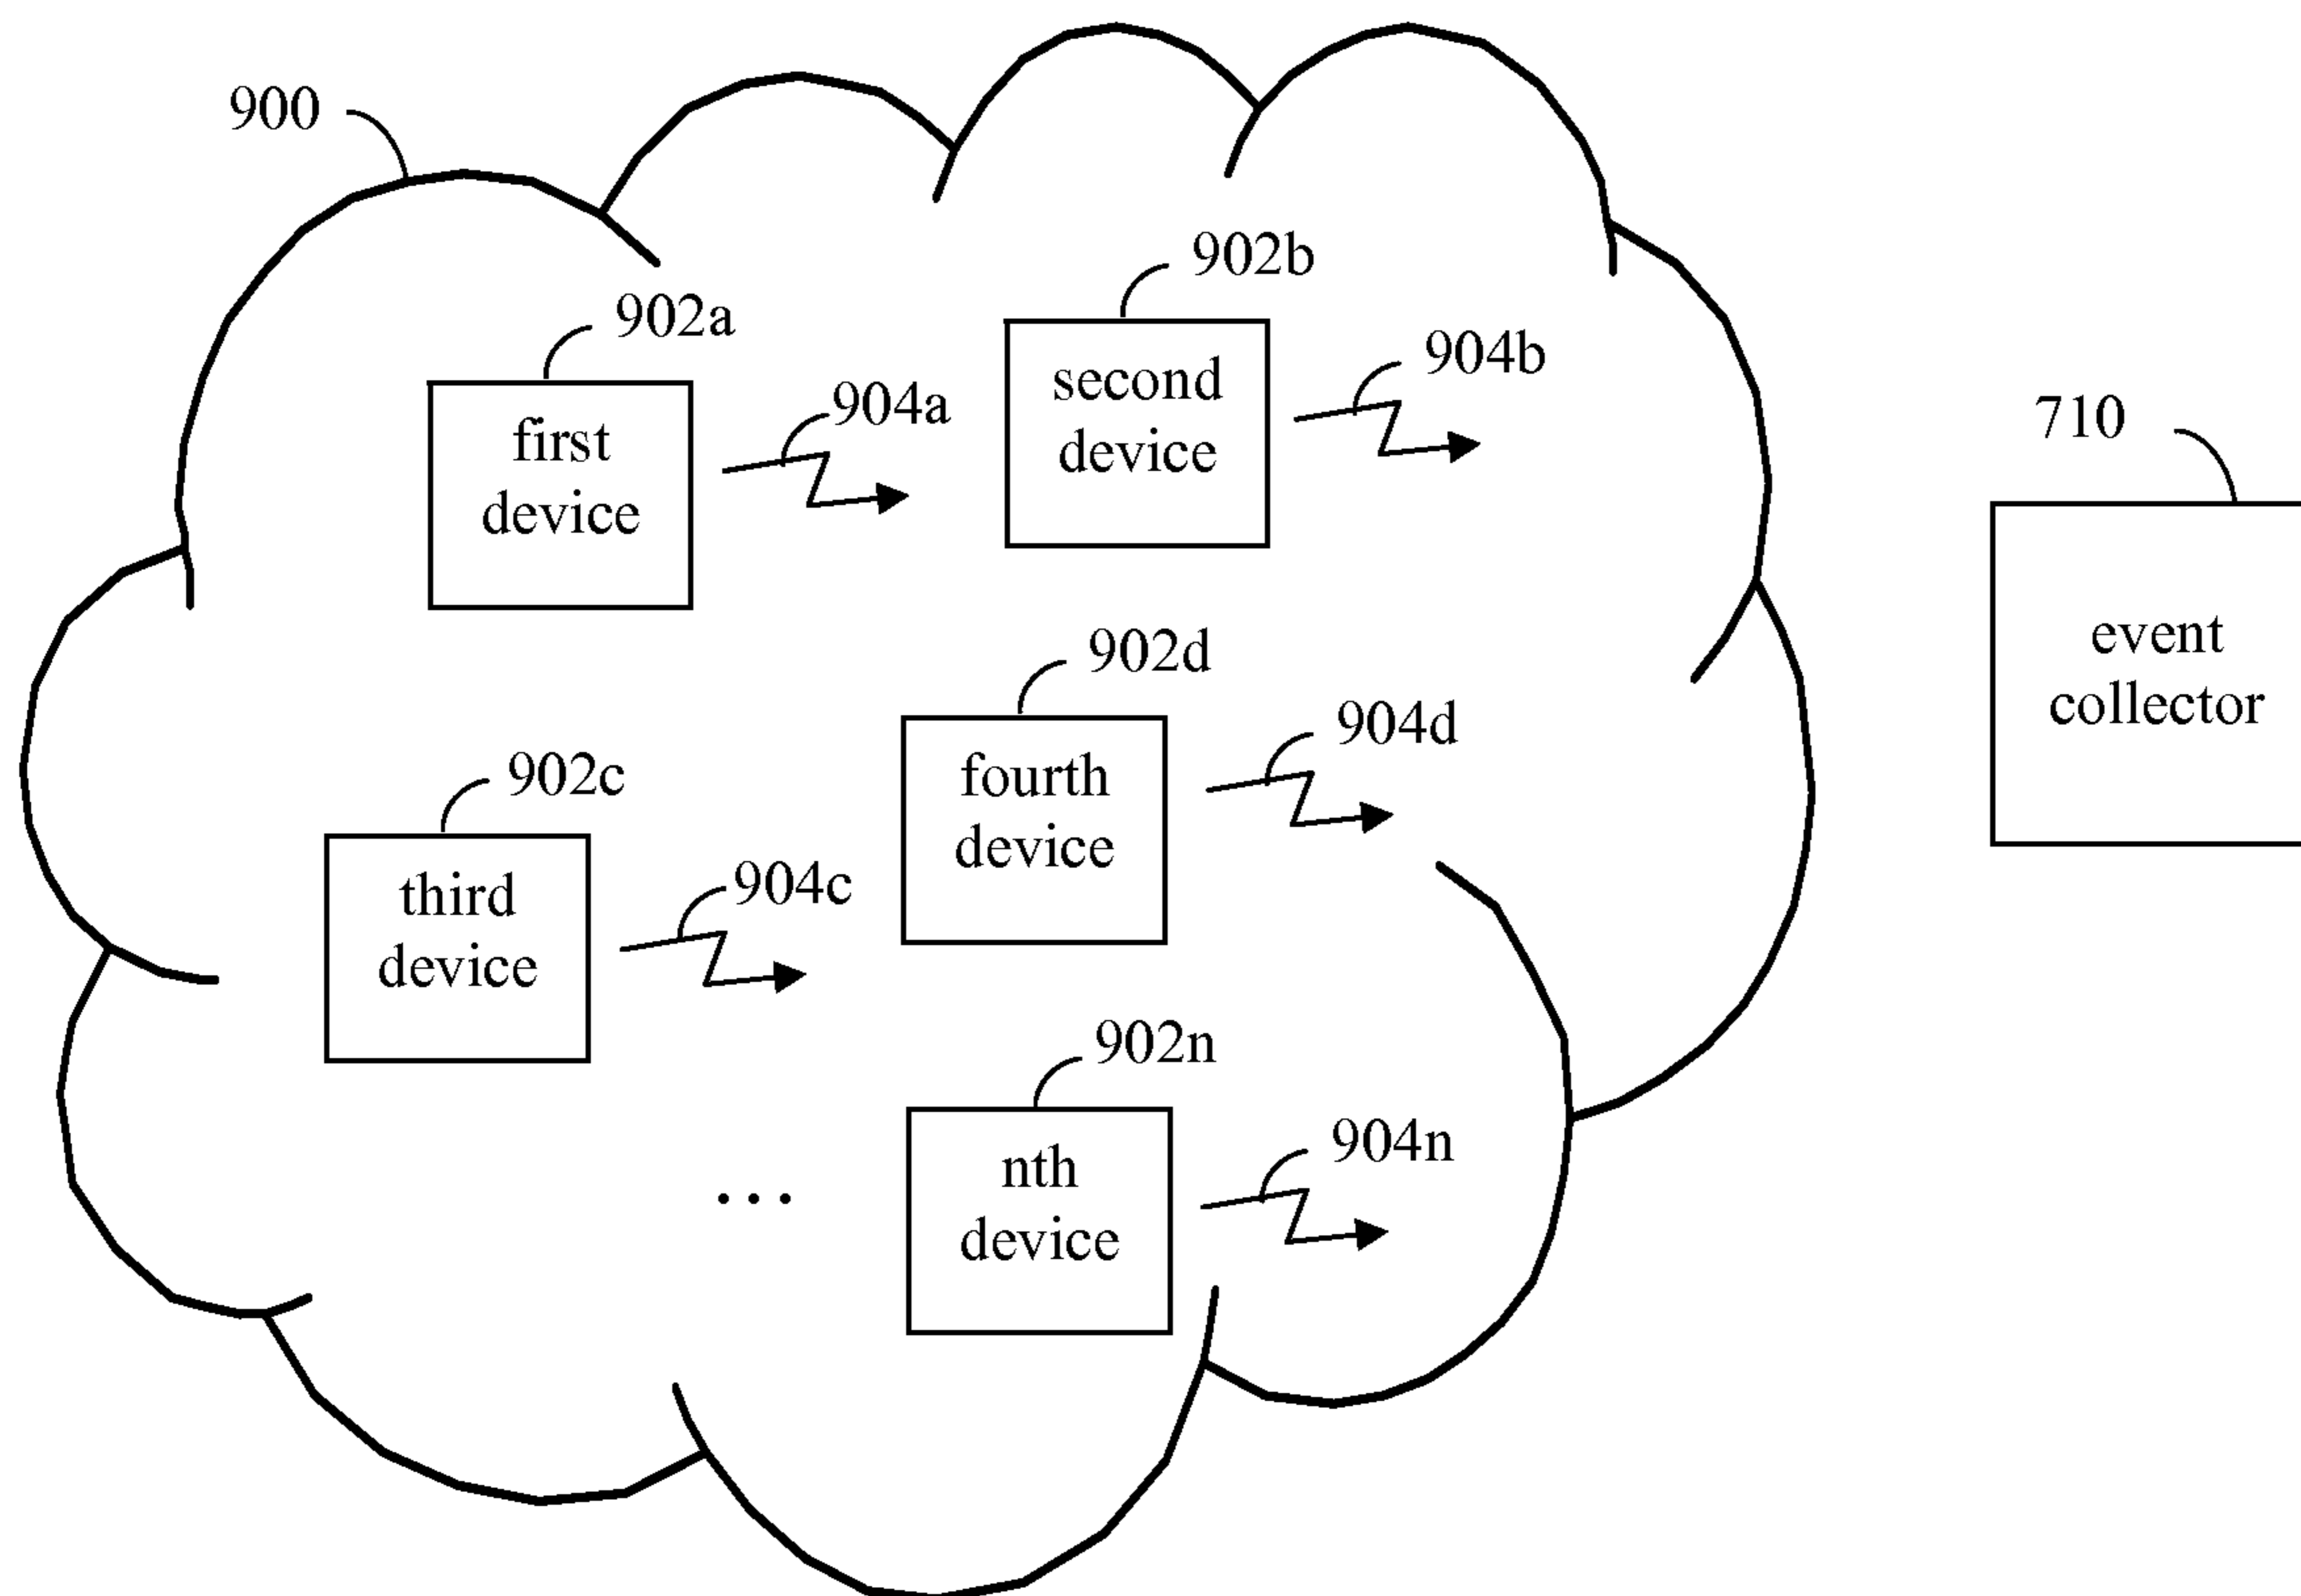 900
902b
902a
904b
904a
second
device
710
first
device
event
collector
902d
904d
902c
fourth
device
904c
third
device
902n
904n
nth
device
...